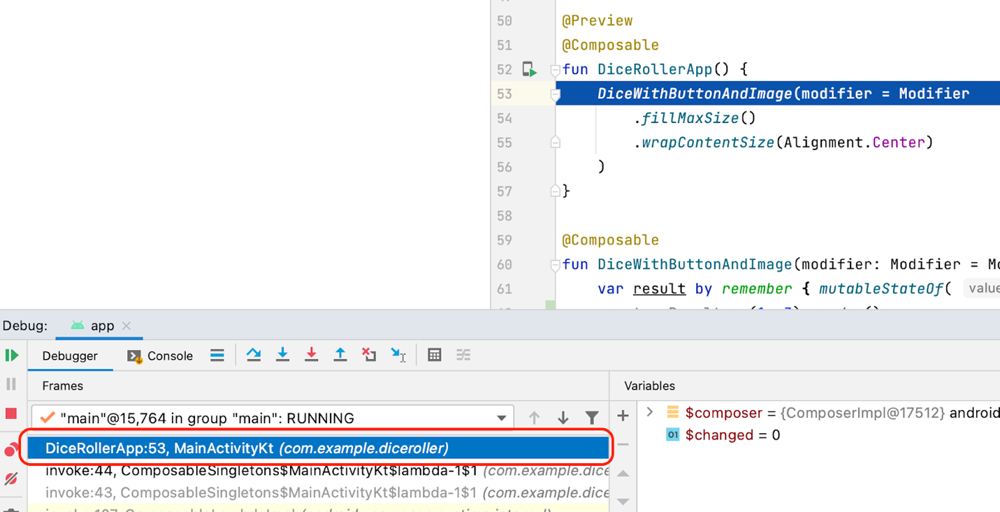 50 @Preview
51 @Composable
52 fun DiceRollerApp() {
53 DiceWithButtonAndImage(modifier = Modifier
54 .fillMaxSize()
55 .wrapContentSize(Alignment.Center)
56 )
57 }
58
59 @Composable
60 fun DiceWithButtonAndImage(modifier: Modifier =
61 var result by remember { mutableStateOf( value
Debug: app
Debugger Console
Frames
Variables
"main"@15,764 in group "main": RUNNING
$composer = {ComposerImpl@17512} android
01 $changed = 0
DiceRollerApp:53, MainActivityKt (com.example.diceroller)
invoke:44, ComposableSingletons$MainActivityKt$lambda-1$1 (com.example.dice
invoke:43, ComposableSingletons$MainActivityKt$lambda-1$1 (com.example.dice